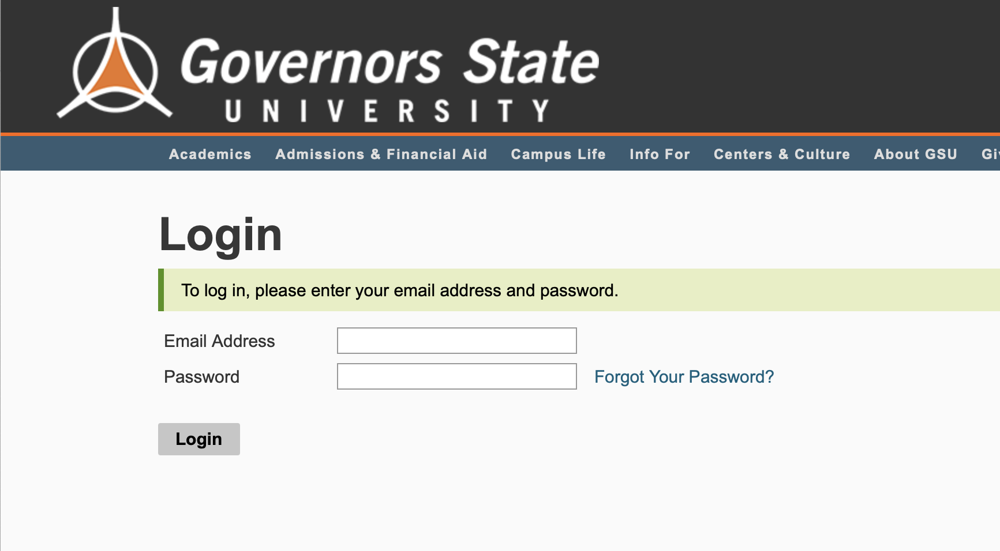 Governors State
UNIVERSITY
Academics Admissions & Financial Aid Campus Life Info For Centers & Culture About GSU
Login
To log in, please enter your email address and password.
Email Address
Password Forgot Your Password?
Login